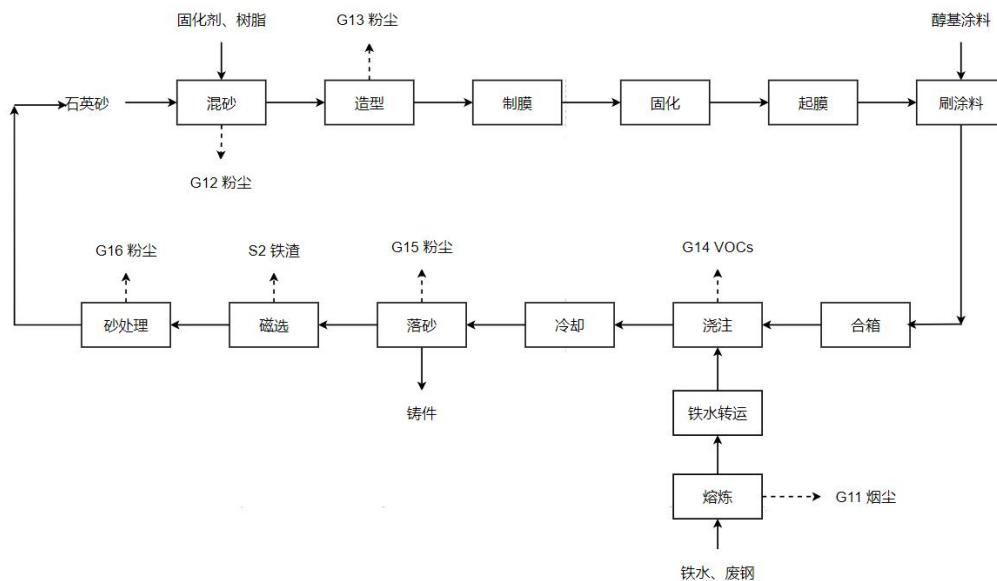 固化剂、树脂
G13 粉尘
醇基涂料
石英砂
混砂
造型
制膜
固化
起膜
刷涂料
G12 粉尘
G16 粉尘
S2 铁渣
G15 粉尘
G14 VOCs
砂处理
磁选
落砂
冷却
浇注
合箱
铸件
铁水转运
熔炼
G11 烟尘
铁水、废钢